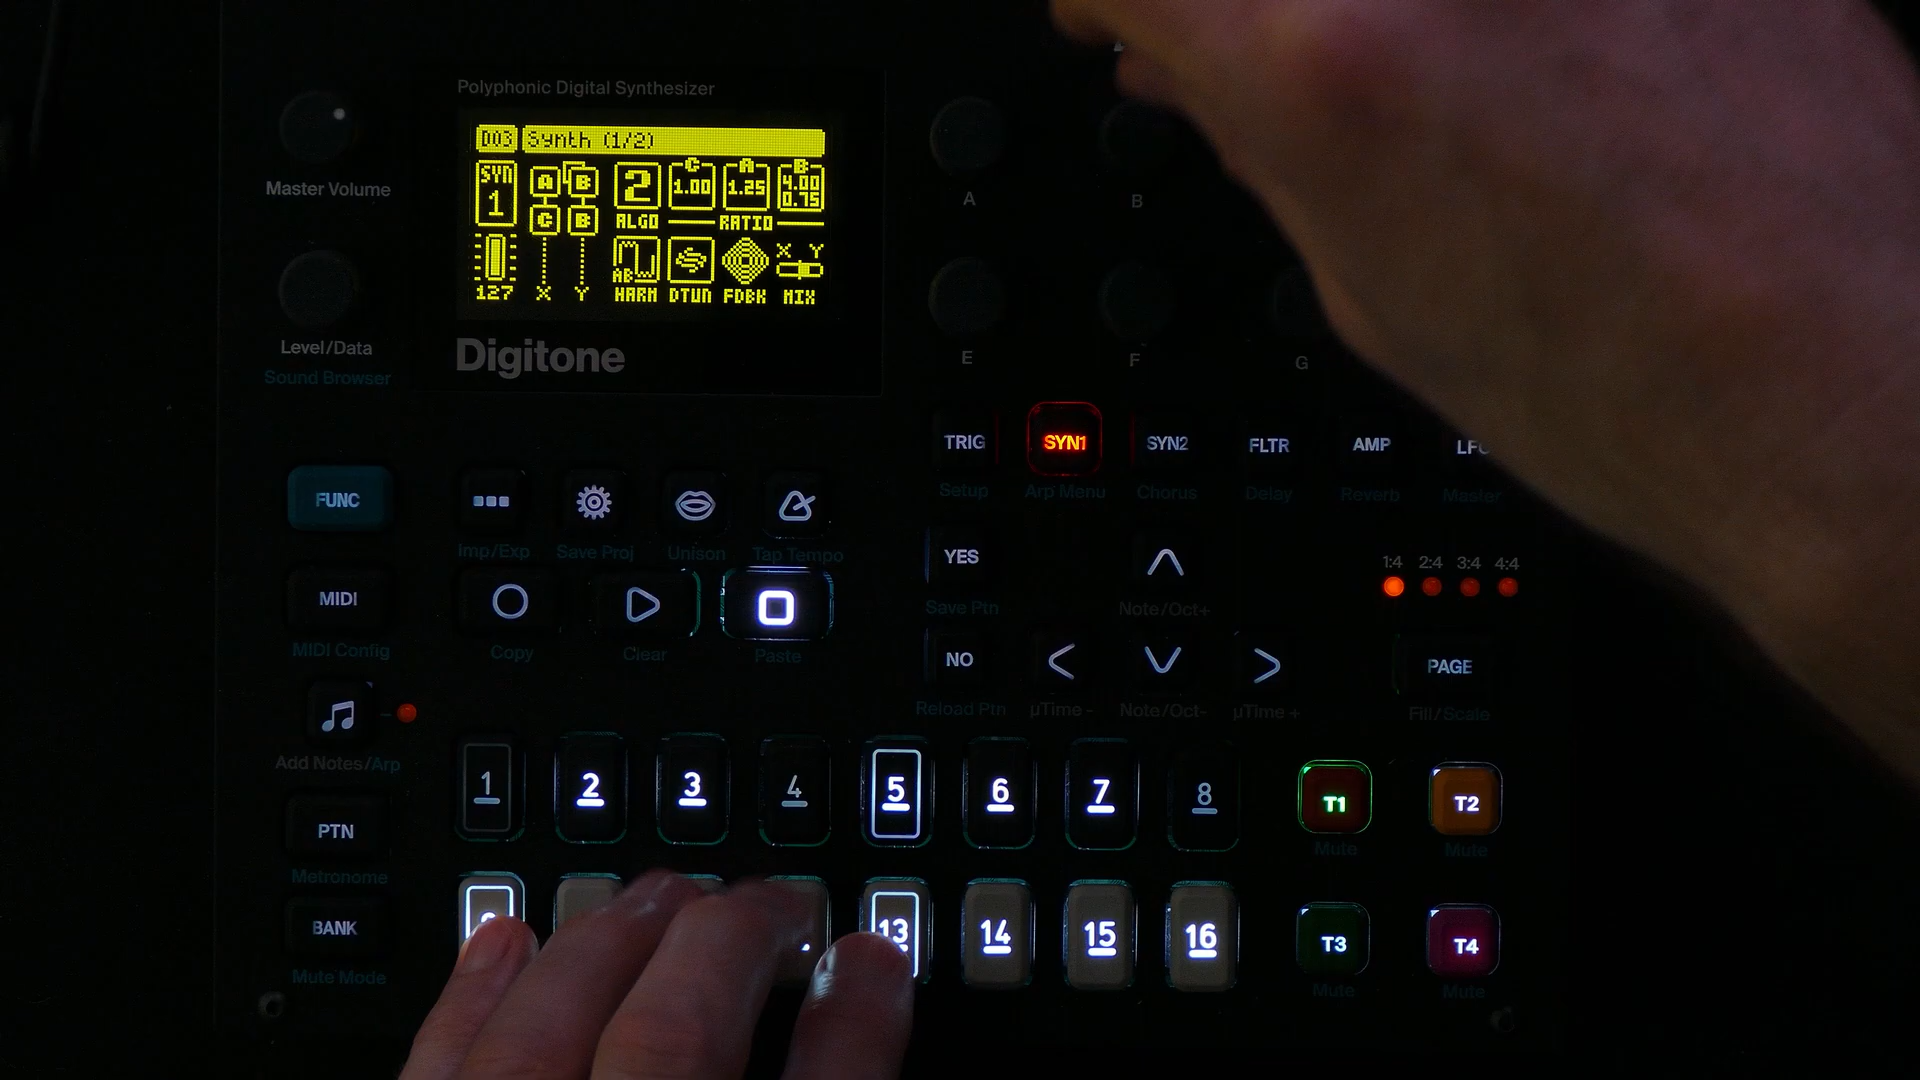 Polyphonic Digital Synthesizer
D03 Synth (1/2)
SYN
1
127
A B
C B
X Y
2
ALGO
C
1.00
A
1.25
B
4.00
0.75
RATIO
AB
HARM
DTUN
FDBK
X Y
MIX
Digitone
Master Volume
Level/Data
Sound Browser
A
B
E
F
G
TRIG
SYN1
SYN2
FLTR
AMP
Setup
Arp Menu
Chorus
Delay
Reverb
Master
FUNC
Imp/Exp
Save Proj
Unison
Tap Tempo
YES
Save Ptn
Note/Oct+
1:4 2:4 3:4 4:4
MIDI
MIDI Config
Copy
Clear
Paste
NO
Reload Ptn
µTime -
Note/Oct-
µTime +
PAGE
Fill/Scale
Add Notes/Arp
PTN
Metronome
BANK
Mute Mode
1 2 3 4 5 6 7 8
13 14 15 16
T1
Mute
T2
Mute
T3
Mute
T4
Mute